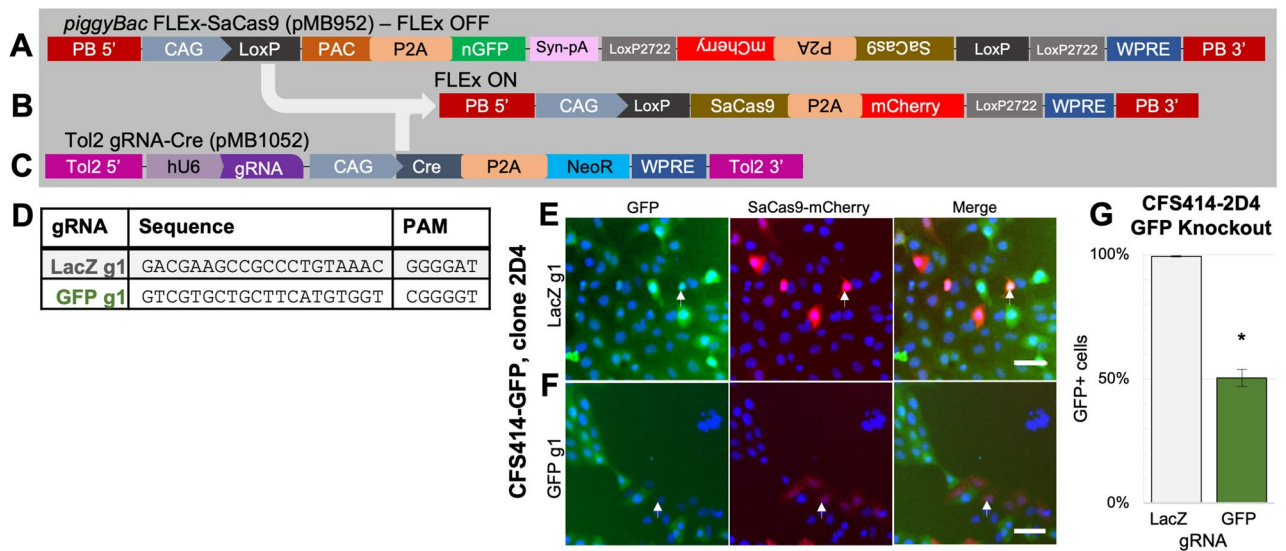 piggyBac FLEx-SaCas9 (pMB952) – FLEx OFF
A PB 5' CAG LoxP PAC P2A nGFP Syn-pA LoxP2722 mCherry P2A SaCas9 LoxP LoxP2722 WPRE PB 3'
FLEx ON
B PB 5' CAG LoxP SaCas9 P2A mCherry LoxP2722 WPRE PB 3'
Tol2 gRNA-Cre (pMB1052)
C Tol2 5' hU6 gRNA CAG Cre P2A NeoR WPRE Tol2 3'
D
gRNA Sequence PAM
LacZ g1 GACGAAGCCGCCCTGTAAAC GGGGAT
GFP g1 GTCGTGCTGCTTCATGTGGT CGGGGT
CFS414-GFP, clone 2D4
E GFP SaCas9-mCherry Merge
LacZ g1
F
GFP g1
G CFS414-2D4
GFP Knockout
100%
*
50%
0%
GFP+ cells
LacZ GFP
gRNA